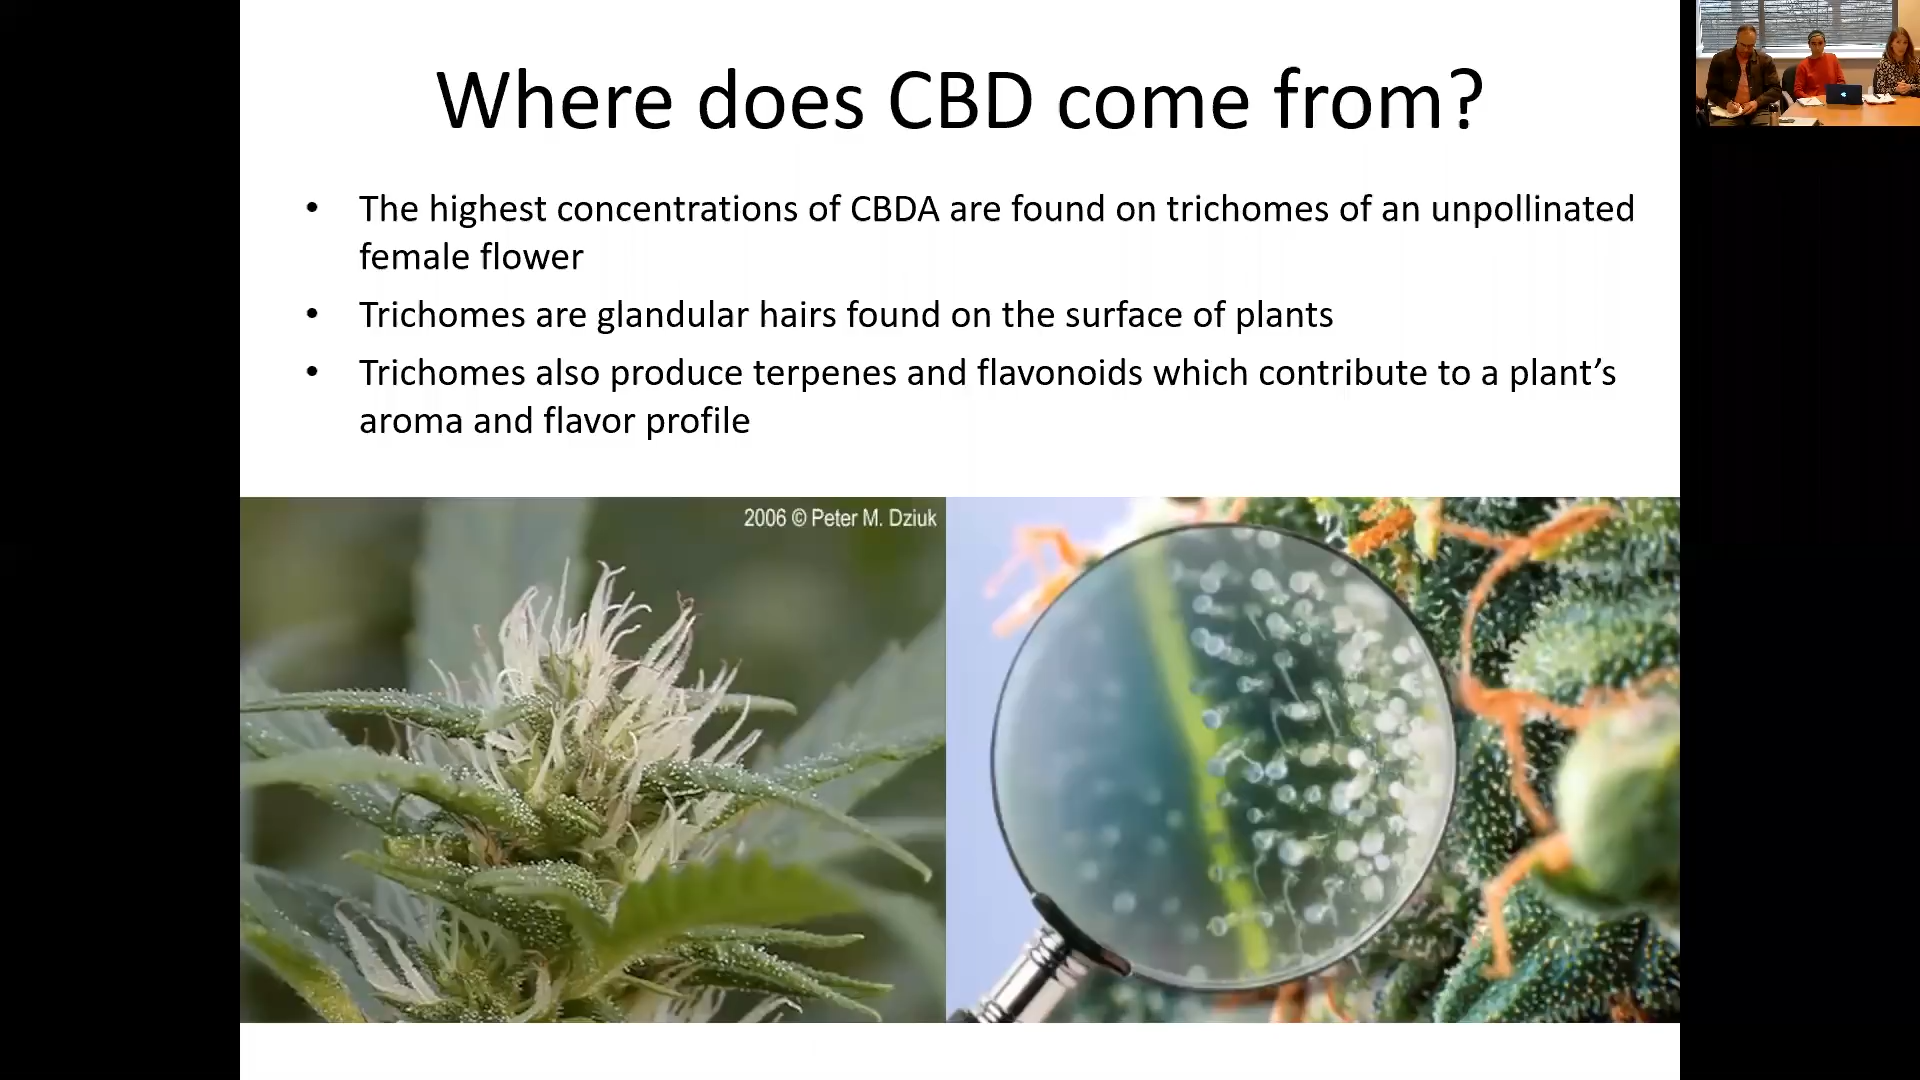 Where does CBD come from?
• The highest concentrations of CBDA are found on trichomes of an unpollinated
female flower
• Trichomes are glandular hairs found on the surface of plants
• Trichomes also produce terpenes and flavonoids which contribute to a plant’s
aroma and flavor profile
2006 © Peter M. Dziuk